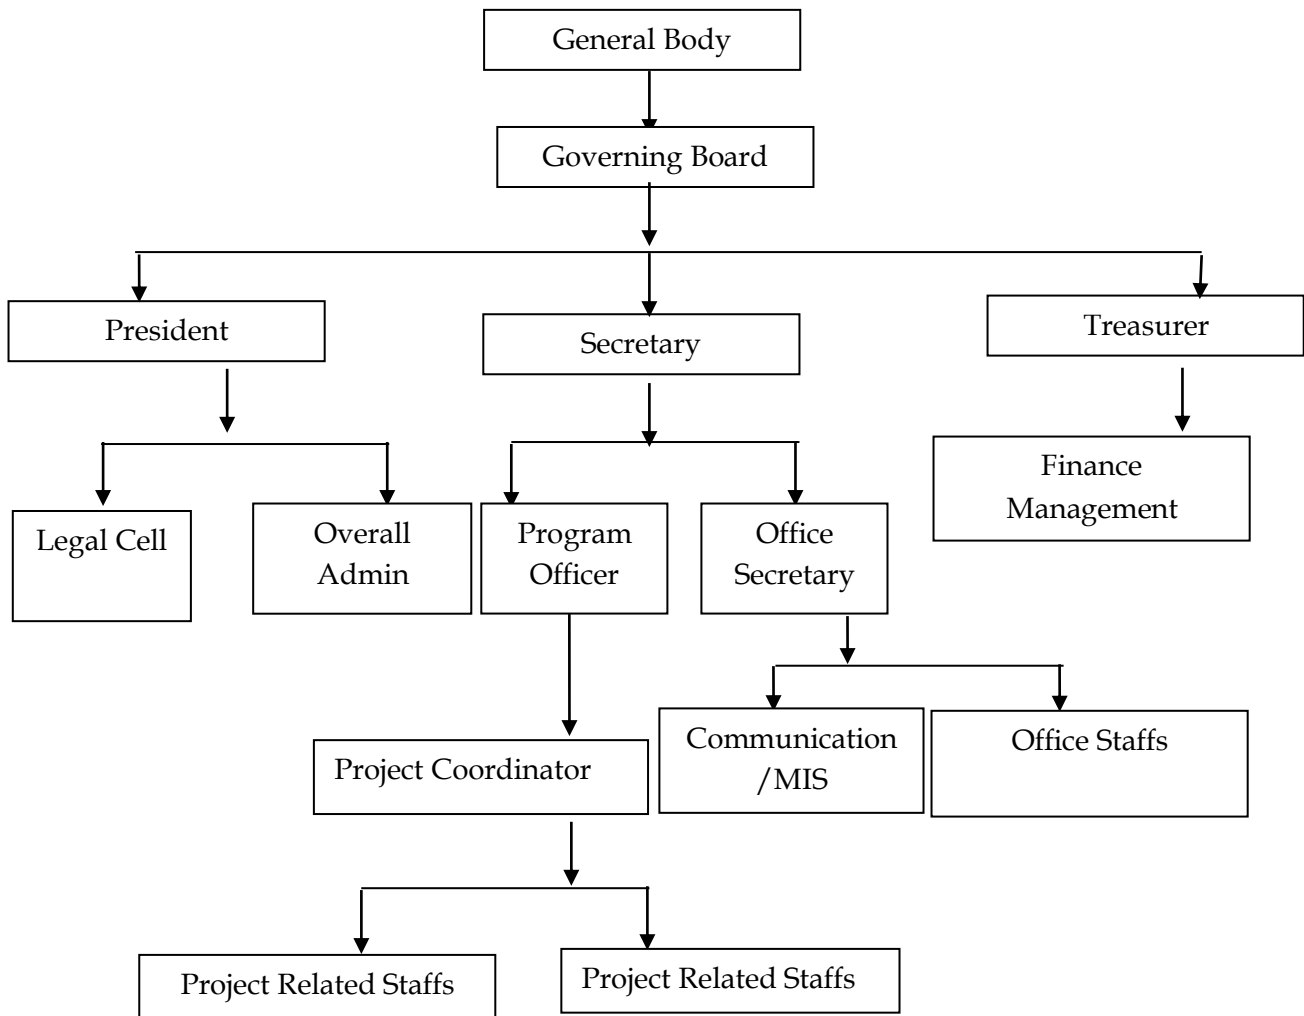 General Body
Governing Board
President
Secretary
Treasurer
Legal Cell
Overall
Admin
Program
Officer
Office
Secretary
Finance
Management
Project Coordinator
Communication
/MIS
Office Staffs
Project Related Staffs
Project Related Staffs